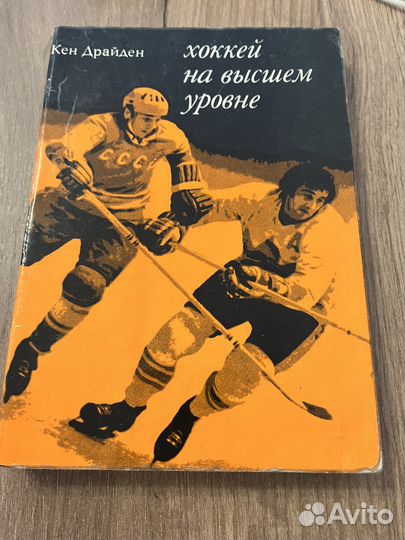 Кен Драйден
хоккей
на высшем
уровне
СССР
А
Avito